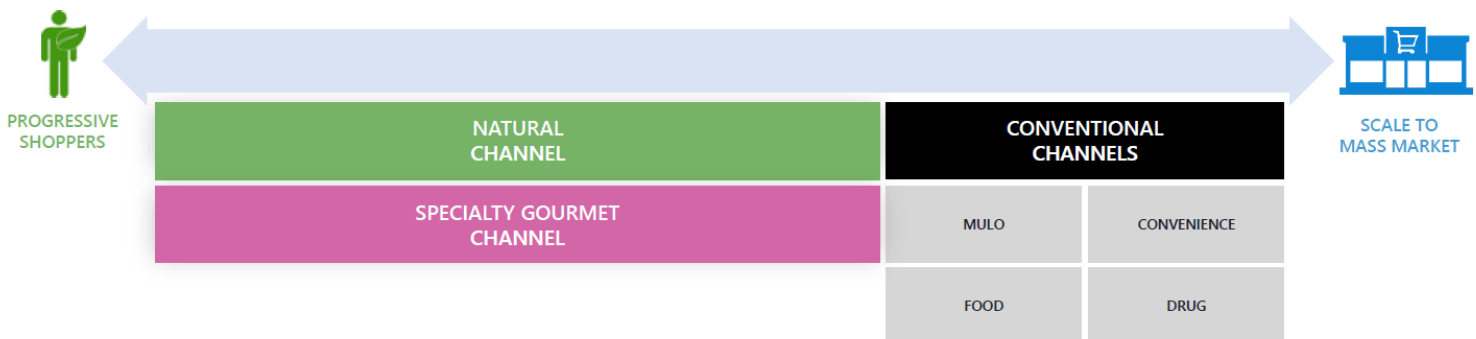 PROGRESSIVE
SHOPPERS
NATURAL
CHANNEL
CONVENTIONAL
CHANNELS
SCALE TO
MASS MARKET
SPECIALTY GOURMET
CHANNEL
MULO
CONVENIENCE
FOOD
DRUG